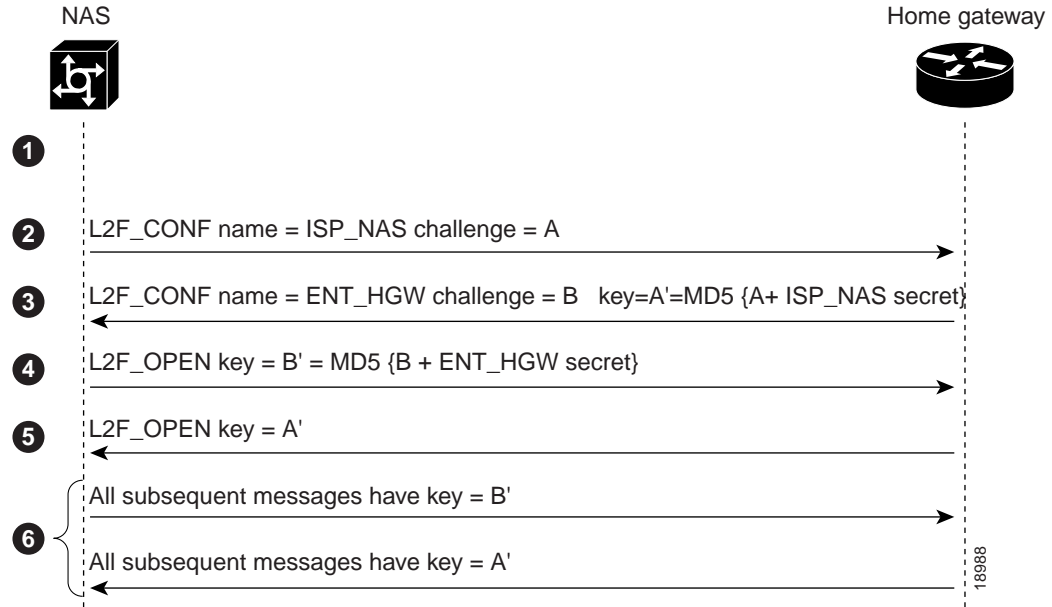 NAS
Home gateway
1
2
L2F_CONF name = ISP_NAS challenge = A
3
L2F_CONF name = ENT_HGW challenge = B key=A'=MD5 {A+ ISP_NAS secret}
4
L2F_OPEN key = B' = MD5 {B + ENT_HGW secret}
5
L2F_OPEN key = A'
All subsequent messages have key = B'
6
All subsequent messages have key = A'
18988